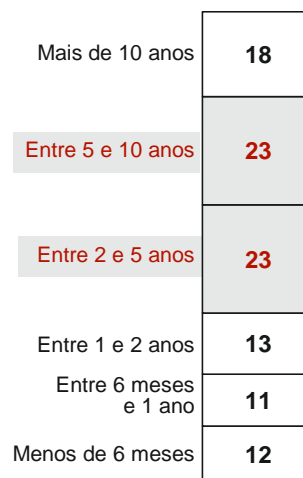 Mais de 10 anos 18
Entre 5 e 10 anos 23
Entre 2 e 5 anos 23
Entre 1 e 2 anos 13
Entre 6 meses
e 1 ano 11
Menos de 6 meses 12